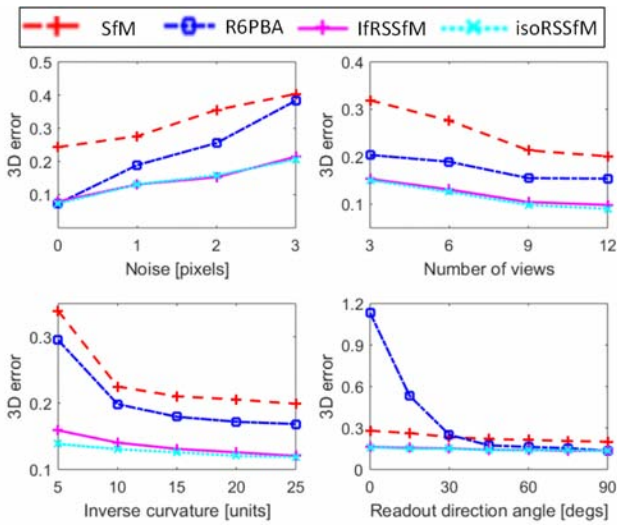 SfM R6PBA IfRSSfM isoRSSfM
0.5
0.4
0.3
0.2
0.1
3D error
0 1 2 3
Noise [pixels]
0.4
0.3
0.2
0.1
3D error
3 6 9 12
Number of views
0.3
0.2
0.1
3D error
5 10 15 20 25
Inverse curvature [units]
1.2
0.9
0.6
0.3
0
3D error
0 30 60 90
Readout direction angle [degs]